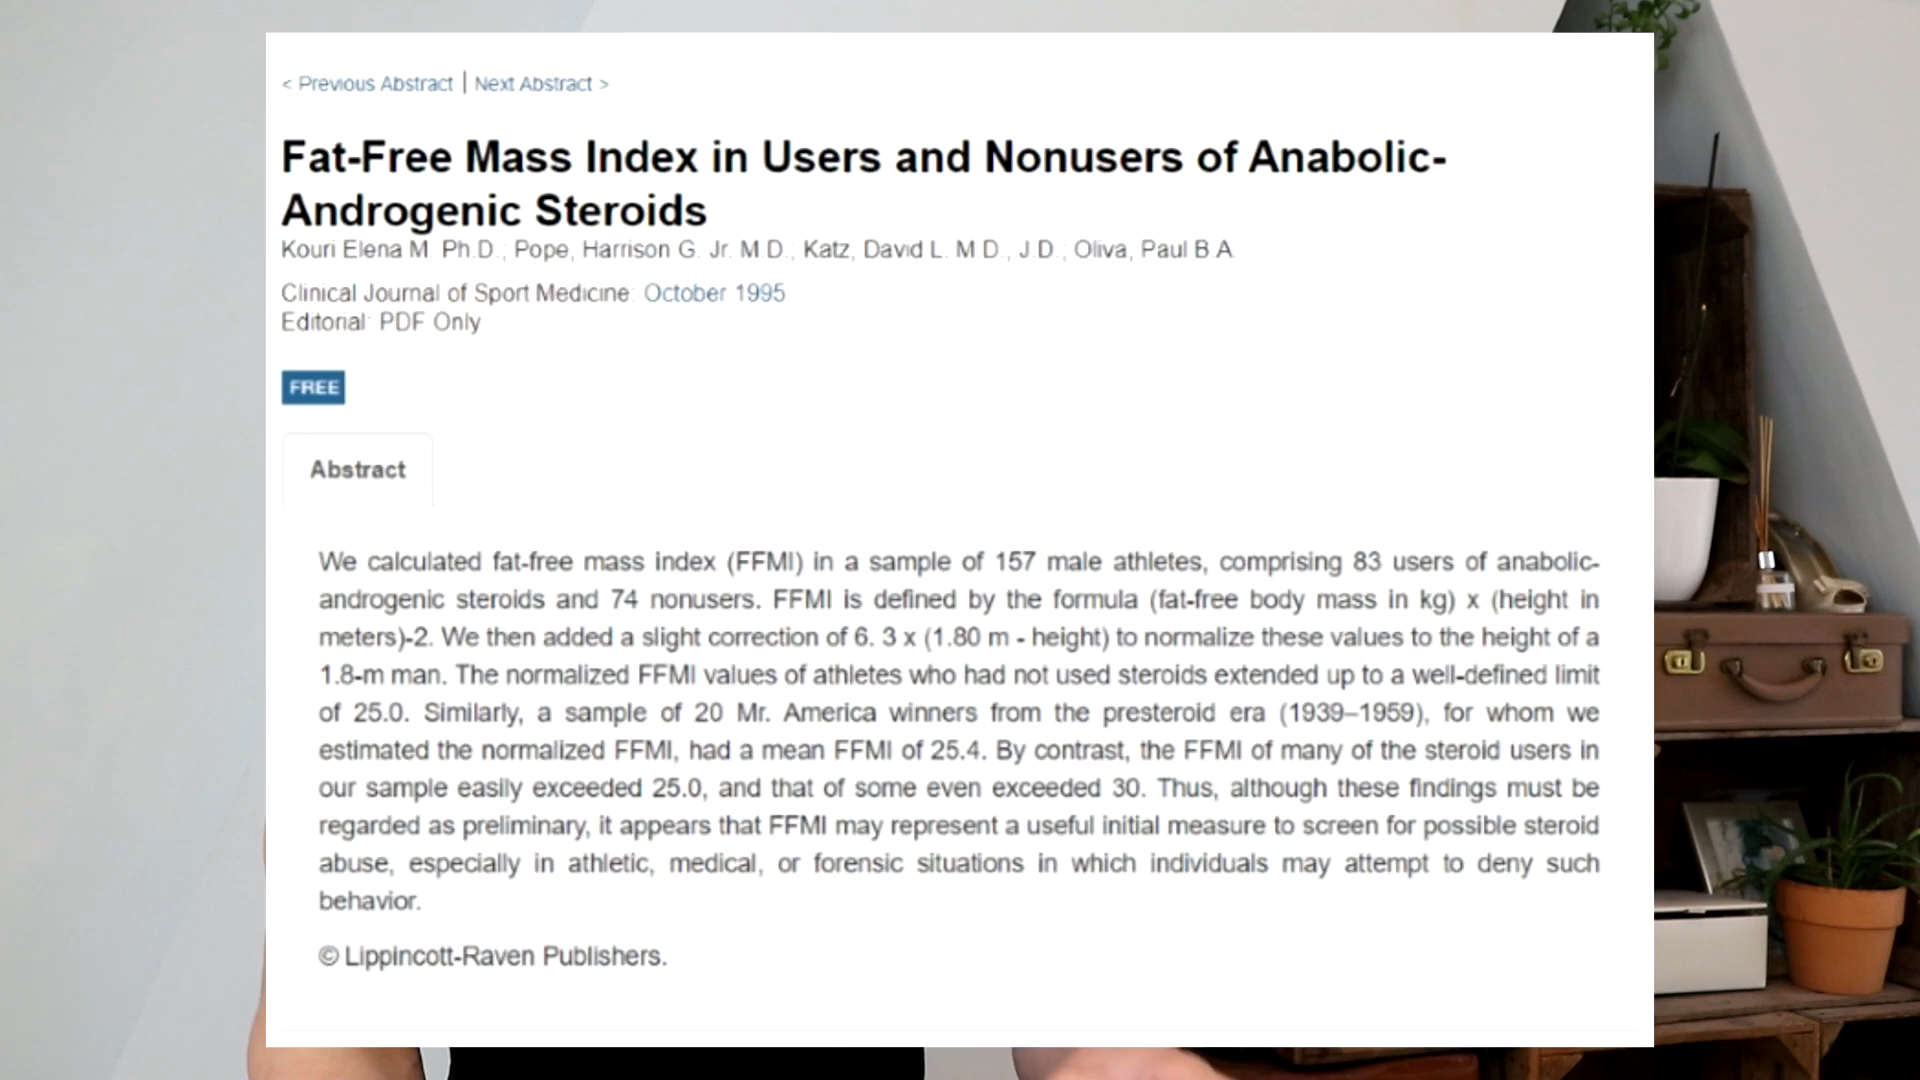 < Previous Abstract | Next Abstract >
Fat-Free Mass Index in Users and Nonusers of Anabolic-
Androgenic Steroids
Kouri Elena M. Ph.D.; Pope, Harrison G. Jr. M.D.; Katz, David L. M.D., J.D.; Oliva, Paul B.A.
Clinical Journal of Sport Medicine: October 1995
Editorial: PDF Only
FREE
Abstract
We calculated fat-free mass index (FFMI) in a sample of 157 male athletes, comprising 83 users of anabolic-
androgenic steroids and 74 nonusers. FFMI is defined by the formula (fat-free body mass in kg) x (height in
meters)-2. We then added a slight correction of 6. 3 x (1.80 m - height) to normalize these values to the height of a
1.8-m man. The normalized FFMI values of athletes who had not used steroids extended up to a well-defined limit
of 25.0. Similarly, a sample of 20 Mr. America winners from the presteroid era (1939–1959), for whom we
estimated the normalized FFMI, had a mean FFMI of 25.4. By contrast, the FFMI of many of the steroid users in
our sample easily exceeded 25.0, and that of some even exceeded 30. Thus, although these findings must be
regarded as preliminary, it appears that FFMI may represent a useful initial measure to screen for possible steroid
abuse, especially in athletic, medical, or forensic situations in which individuals may attempt to deny such
behavior.
© Lippincott-Raven Publishers.